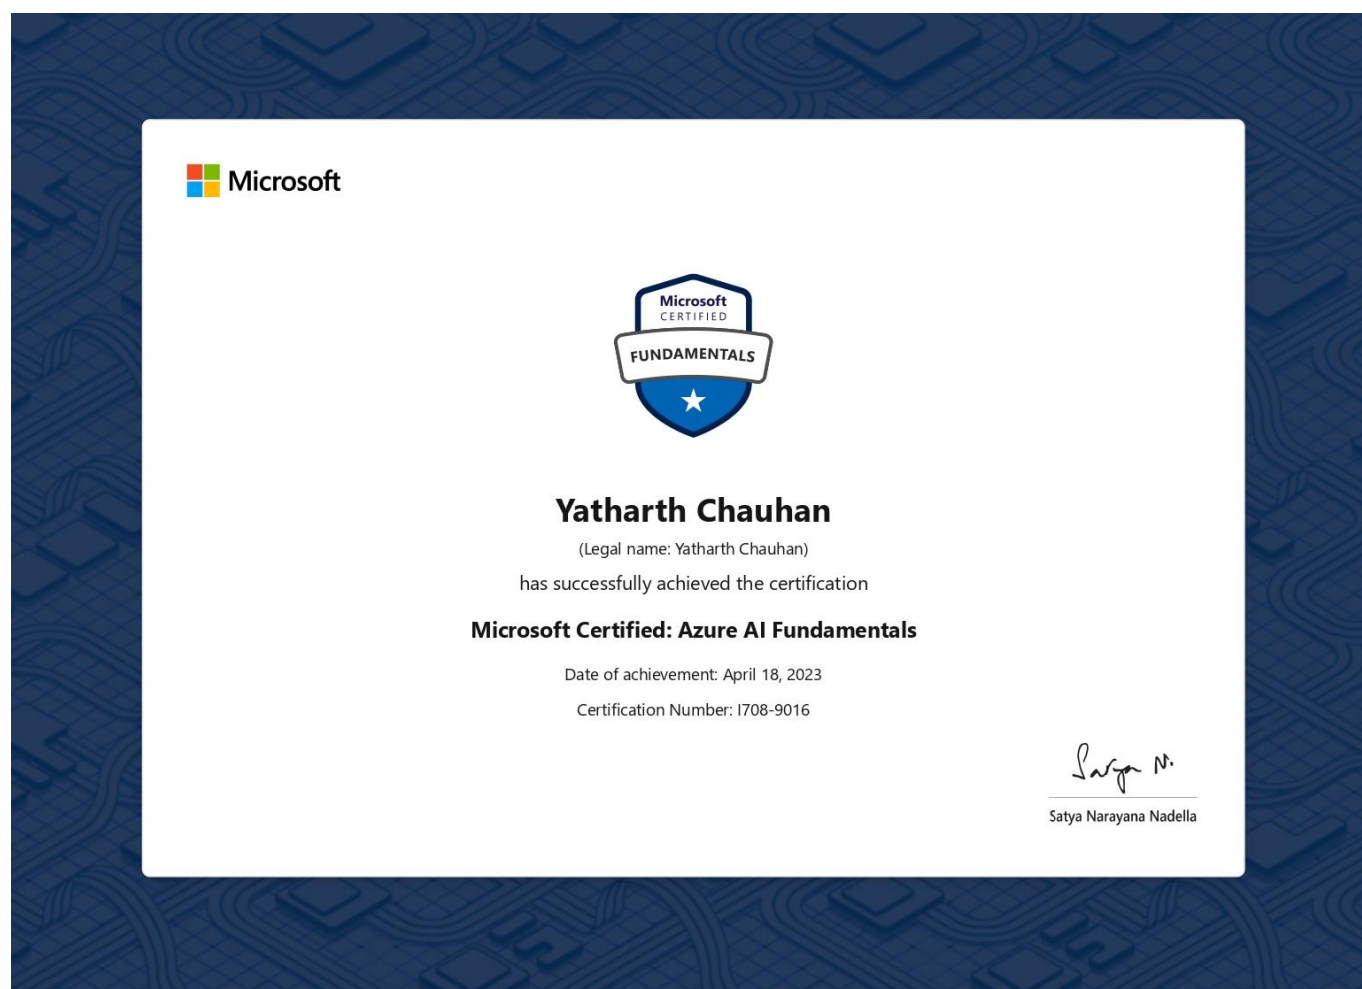 Microsoft
Microsoft
CERTIFIED
FUNDAMENTALS
Yatharth Chauhan
(Legal name: Yatharth Chauhan)
has successfully achieved the certification
Microsoft Certified: Azure AI Fundamentals
Date of achievement: April 18, 2023
Certification Number: I708-9016
Satya N.
Satya Narayana Nadella